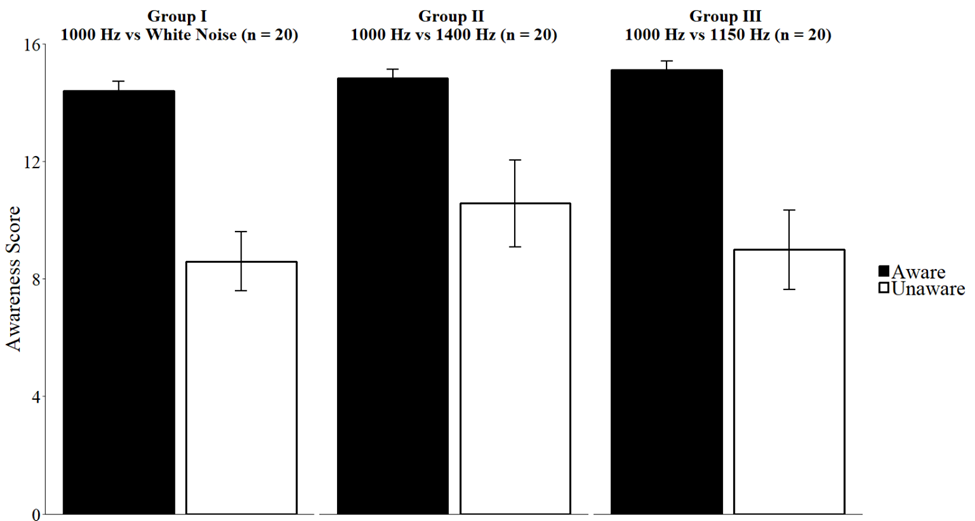 Group I
1000 Hz vs White Noise (n = 20)
Group II
1000 Hz vs 1400 Hz (n = 20)
Group III
1000 Hz vs 1150 Hz (n = 20)
16
12
8
4
0
Awareness Score
Aware
Unaware